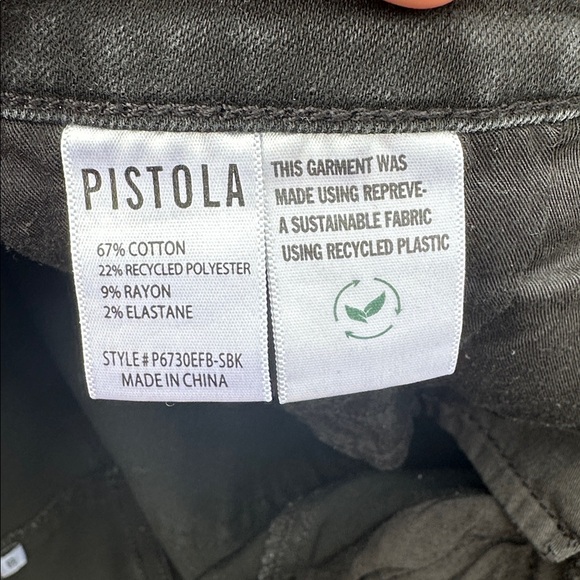 PISTOLA
67% COTTON
22% RECYCLED POLYESTER
9% RAYON
2% ELASTANE
STYLE# P6730EFB-SBK
MADE IN CHINA
THIS GARMENT WAS
MADE USING REPREVE-
A SUSTAINABLE FABRIC
USING RECYCLED PLASTIC